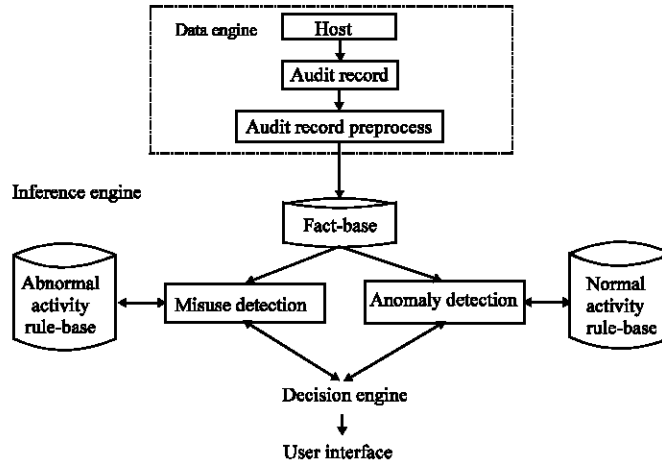 Data engine
Host
Audit record
Audit record preprocess
Inference engine
Fact-base
Abnormal
activity
rule-base
Misuse detection
Anomaly detection
Normal
activity
rule-base
Decision engine
User interface